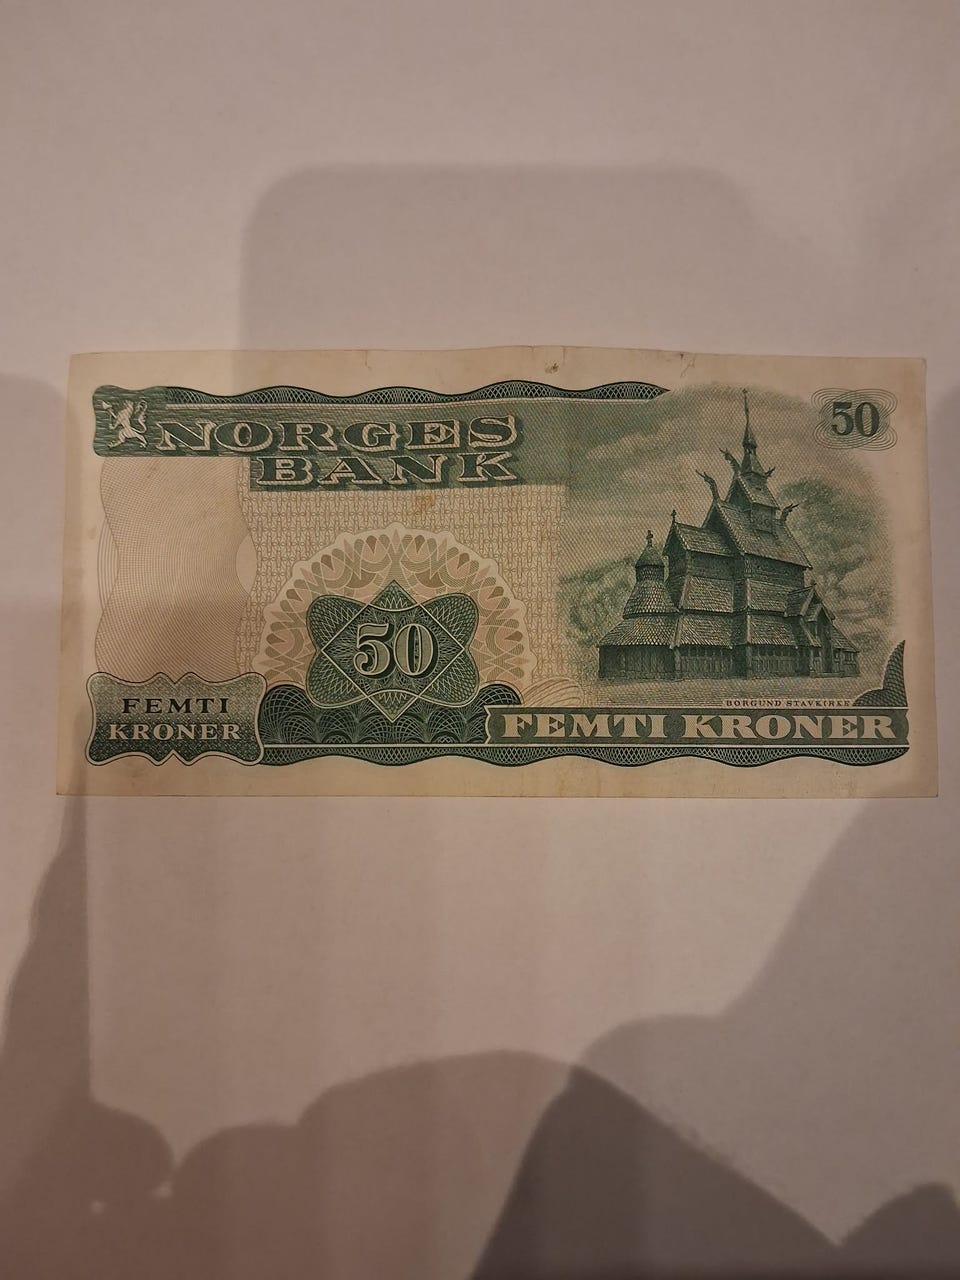 NORGES
BANK
50
50
BORGUND STAVKIRKE
FEMTI
KRONER
FEMTI KRONER